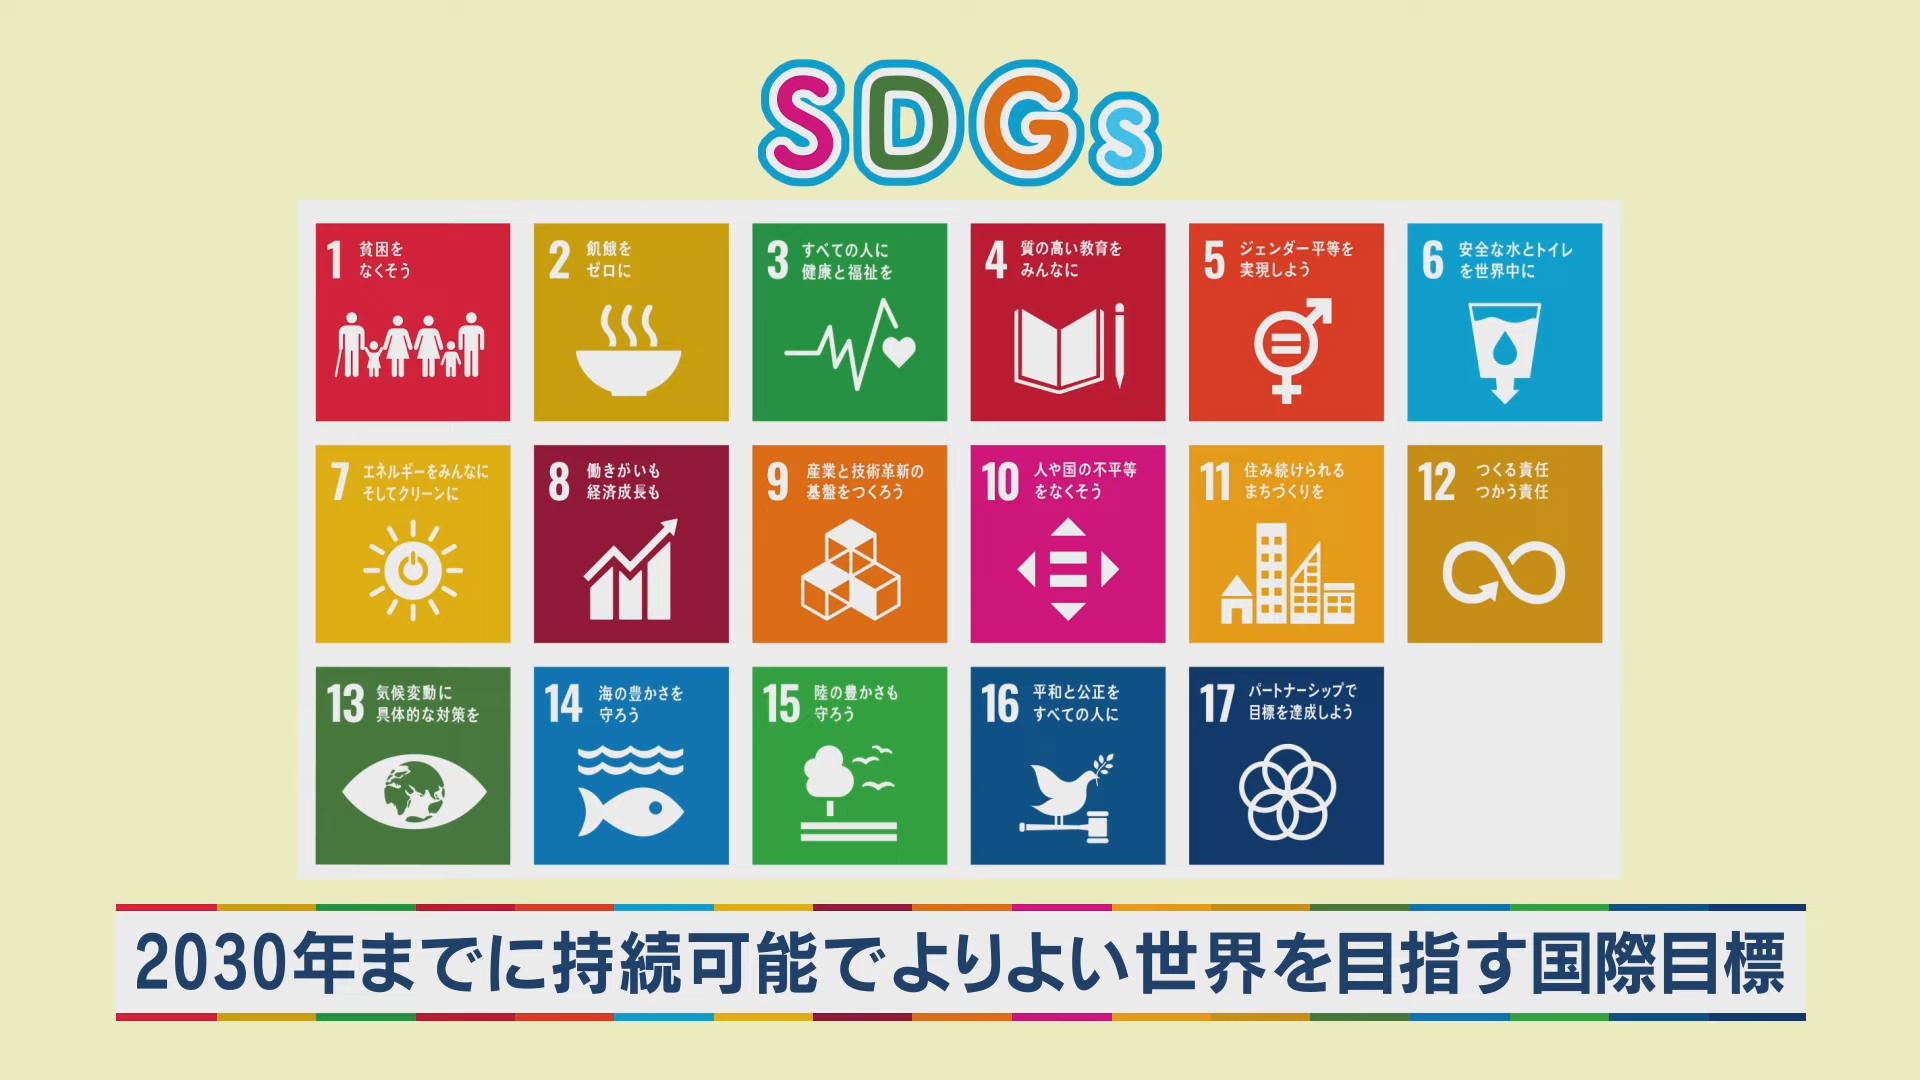 SDGs
1 貧困を
なくそう
2 飢餓を
ゼロに
3 すべての人に
健康と福祉を
4 質の高い教育を
みんなに
5 ジェンダー平等を
実現しよう
6 安全な水とトイレ
を世界中に
7 エネルギーをみんなに
そしてクリーンに
8 働きがいも
経済成長も
9 産業と技術革新の
基盤をつくろう
10 人や国の不平等
をなくそう
11 住み続けられる
まちづくりを
12 つくる責任
つかう責任
13 気候変動に
具体的な対策を
14 海の豊かさを
守ろう
15 陸の豊かさも
守ろう
16 平和と公正を
すべての人に
17 パートナーシップで
目標を達成しよう
2030年までに持続可能でよりよい世界を目指す国際目標